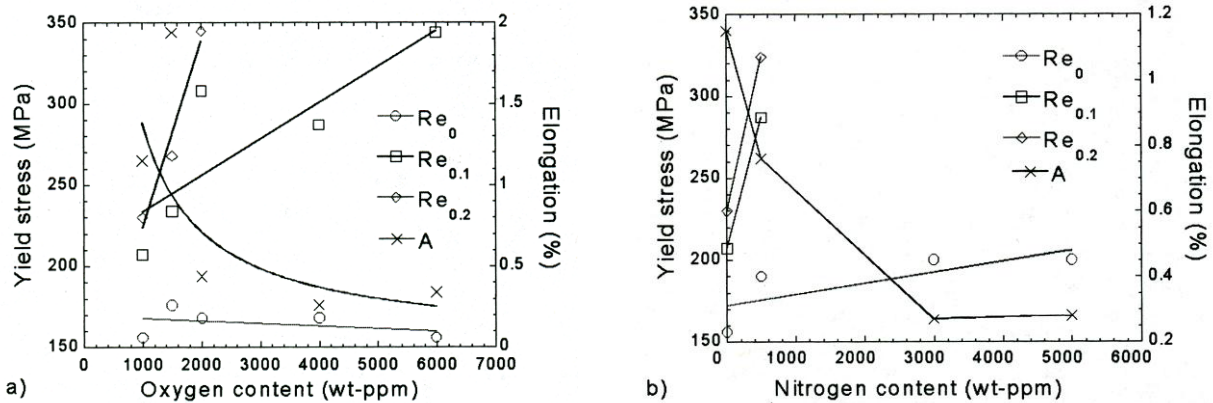 350
300
250
200
150
Yield stress (MPa)
2
1.5
1
0.5
0
Elongation (%)
Re0
Re0.1
Re0.2
A
0 1000 2000 3000 4000 5000 6000 7000
a) Oxygen content (wt-ppm)
350
300
250
200
150
Yield stress (MPa)
1.2
1
0.8
0.6
0.4
0.2
Elongation (%)
Re0
Re0.1
Re0.2
A
0 1000 2000 3000 4000 5000 6000
b) Nitrogen content (wt-ppm)